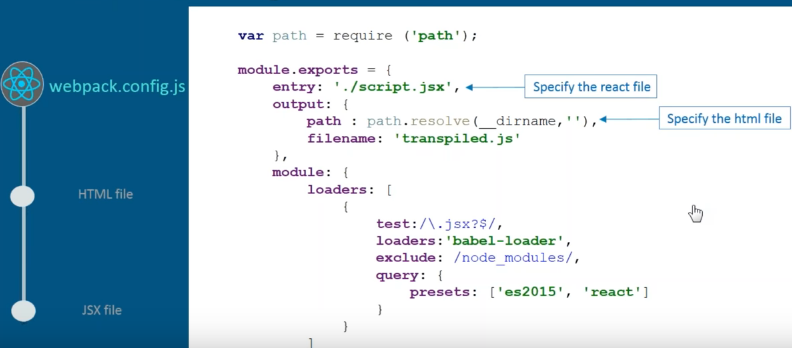 webpack.config.js
HTML file
JSX file
var path = require ('path');
module.exports = {
entry: './script.jsx',
Specify the react file
output: {
path : path.resolve(__dirname,''),
Specify the html file
filename: 'transpiled.js'
},
module: {
loaders: [
{
test:/\.jsx?$/,
loaders:'babel-loader',
exclude: /node_modules/,
query: {
presets: ['es2015', 'react']
}
}
]